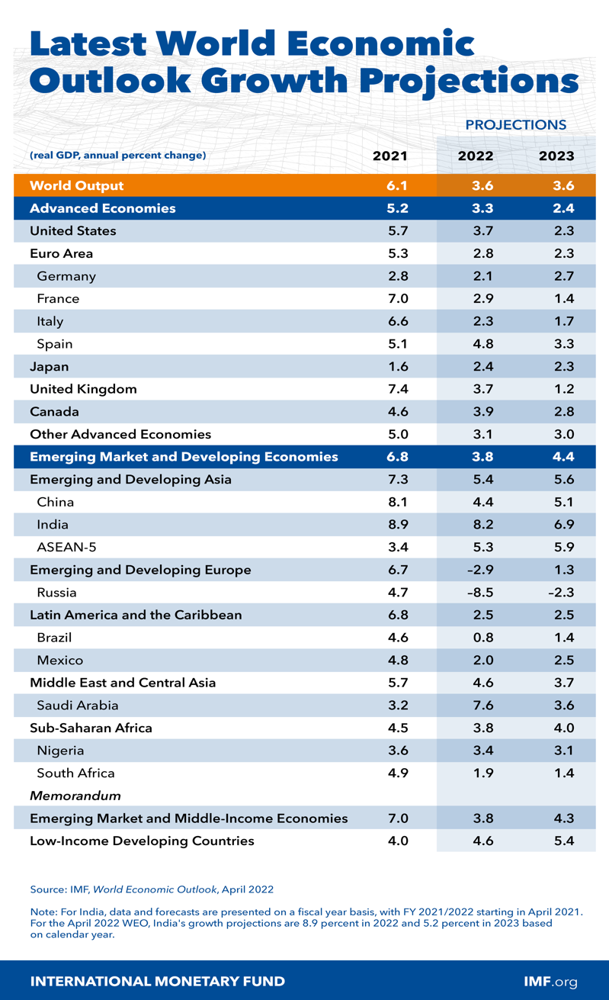 Latest World Economic
Outlook Growth Projections
PROJECTIONS
(real GDP, annual percent change) 2021 2022 2023
World Output 6.1 3.6 3.6
Advanced Economies 5.2 3.3 2.4
United States 5.7 3.7 2.3
Euro Area 5.3 2.8 2.3
Germany 2.8 2.1 2.7
France 7.0 2.9 1.4
Italy 6.6 2.3 1.7
Spain 5.1 4.8 3.3
Japan 1.6 2.4 2.3
United Kingdom 7.4 3.7 1.2
Canada 4.6 3.9 2.8
Other Advanced Economies 5.0 3.1 3.0
Emerging Market and Developing Economies 6.8 3.8 4.4
Emerging and Developing Asia 7.3 5.4 5.6
China 8.1 4.4 5.1
India 8.9 8.2 6.9
ASEAN-5 3.4 5.3 5.9
Emerging and Developing Europe 6.7 –2.9 1.3
Russia 4.7 –8.5 –2.3
Latin America and the Caribbean 6.8 2.5 2.5
Brazil 4.6 0.8 1.4
Mexico 4.8 2.0 2.5
Middle East and Central Asia 5.7 4.6 3.7
Saudi Arabia 3.2 7.6 3.6
Sub-Saharan Africa 4.5 3.8 4.0
Nigeria 3.6 3.4 3.1
South Africa 4.9 1.9 1.4
Memorandum
Emerging Market and Middle-Income Economies 7.0 3.8 4.3
Low-Income Developing Countries 4.0 4.6 5.4
Source: IMF, World Economic Outlook, April 2022
Note: For India, data and forecasts are presented on a fiscal year basis, with FY 2021/2022 starting in April 2021.
For the April 2022 WEO, India's growth projections are 8.9 percent in 2022 and 5.2 percent in 2023 based
on calendar year.
INTERNATIONAL MONETARY FUND IMF.org